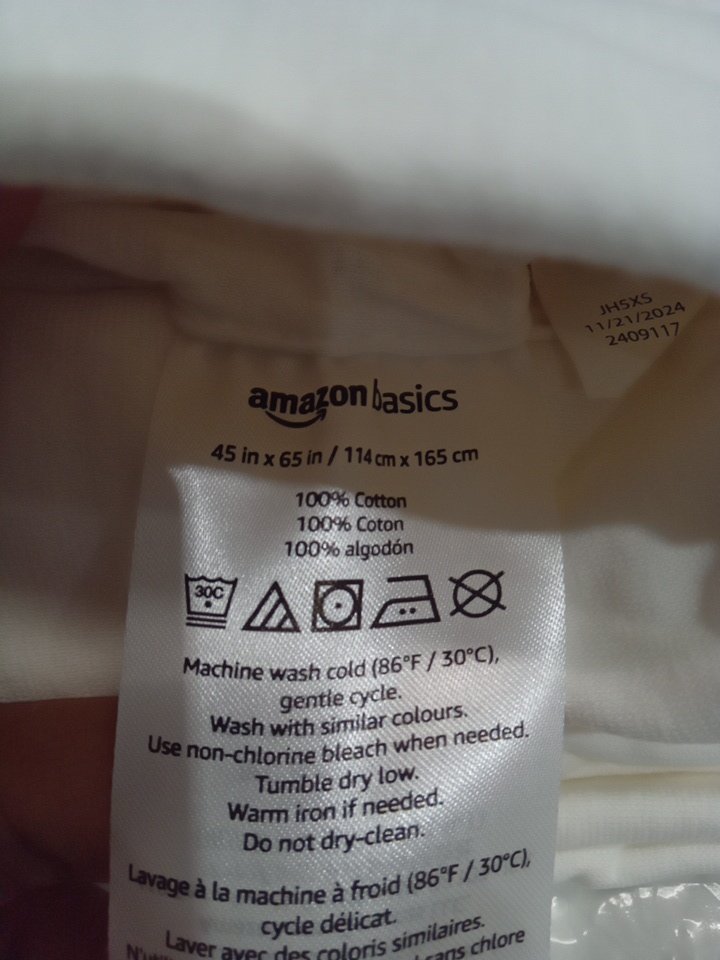 JH5XS
11/21/2024
2409117
amazon basics
45 in x 65 in / 114 cm x 165 cm
100% Cotton
100% Coton
100% algodón
30C
Machine wash cold (86°F / 30°C),
gentle cycle.
Wash with similar colours.
Use non-chlorine bleach when needed.
Tumble dry low.
Warm iron if needed.
Do not dry-clean.
Lavage à la machine à froid (86°F / 30°C),
cycle délicat.
Laver avec des coloris similaires.
sans chlore